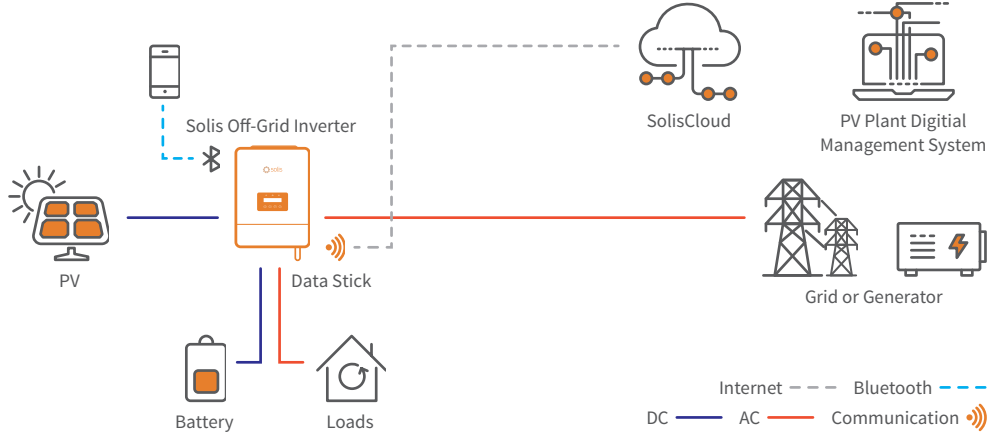 Solis Off-Grid Inverter
solis
SolisCloud
PV Plant Digitial
Management System
PV
Data Stick
Grid or Generator
Battery
Loads
Internet
Bluetooth
DC
AC
Communication